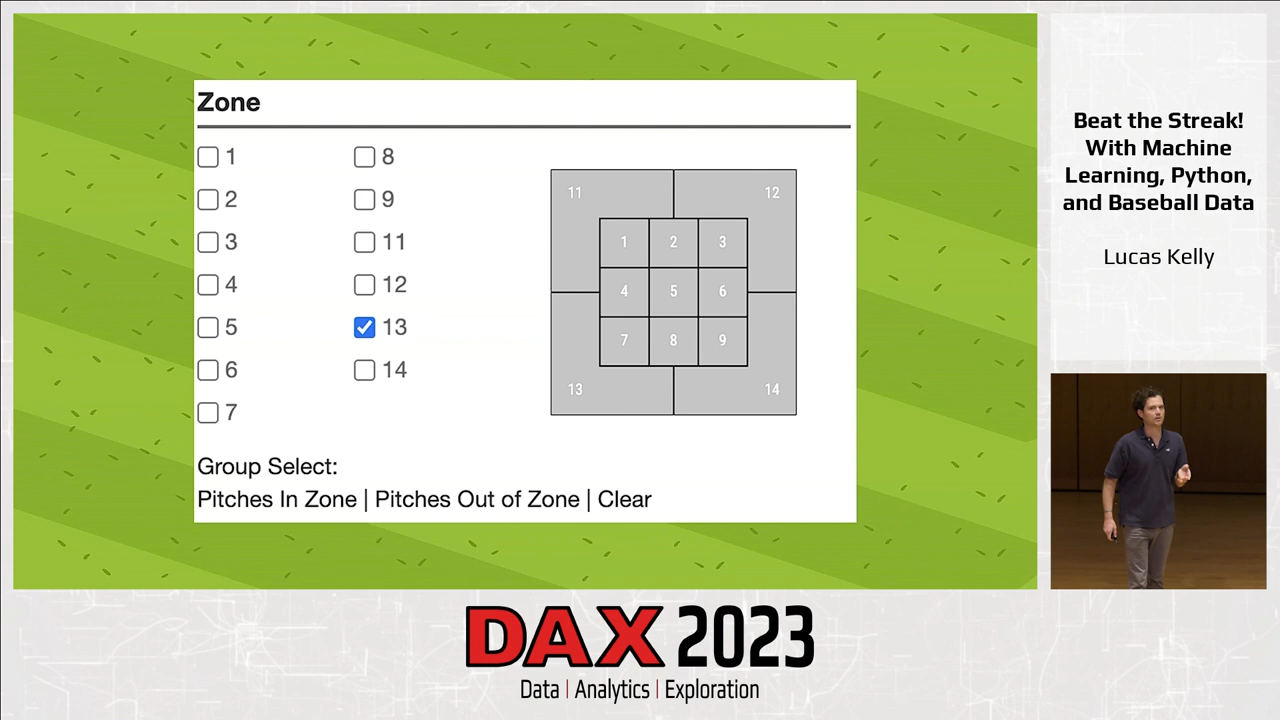 Zone
1
2
3
4
5
6
7
8
9
11
12
13
14
11 12
1 2 3
4 5 6
7 8 9
13 14
Group Select:
Pitches In Zone | Pitches Out of Zone | Clear
Beat the Streak!
With Machine
Learning, Python,
and Baseball Data
Lucas Kelly
DAX 2023
Data | Analytics | Exploration